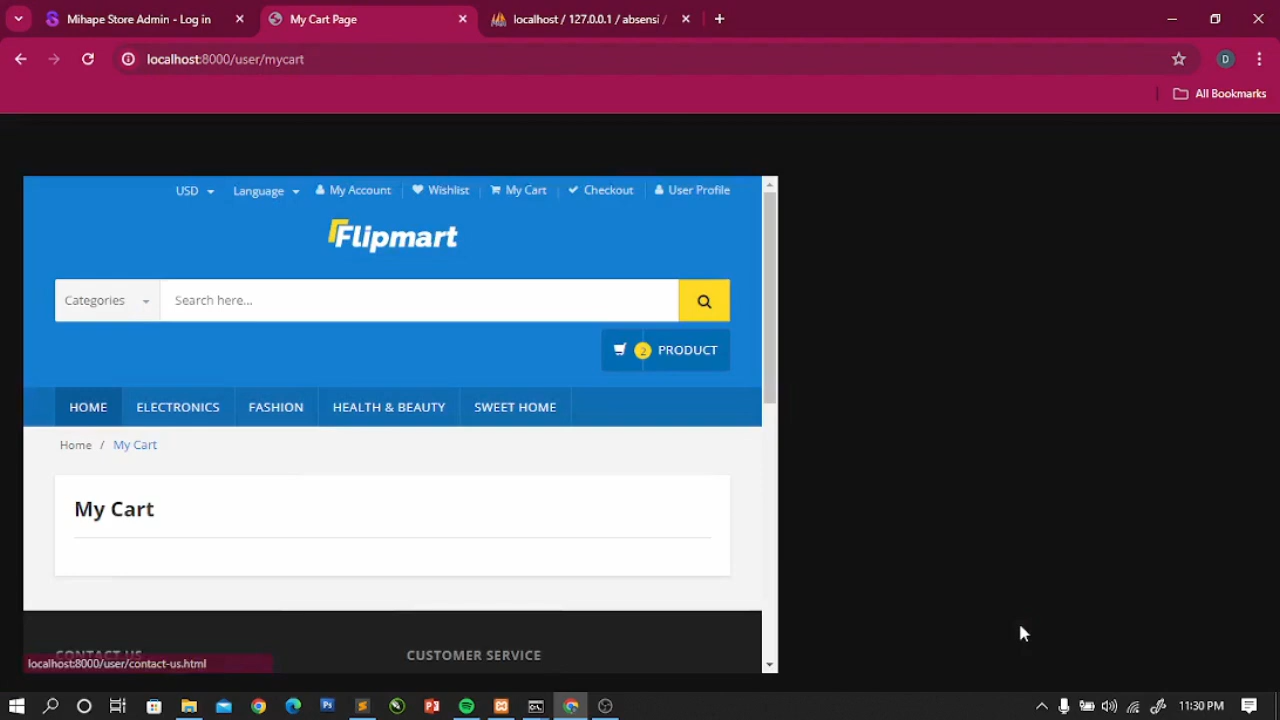 Mihape Store Admin - Log in
My Cart Page
localhost / 127.0.0.1 / absensi /
localhost:8000/user/mycart
D
All Bookmarks
USD
Language
My Account
Wishlist
My Cart
Checkout
User Profile
Flipmart
Categories
Search here...
2 PRODUCT
HOME
ELECTRONICS
FASHION
HEALTH & BEAUTY
SWEET HOME
Home / My Cart
My Cart
CONTACT US
CUSTOMER SERVICE
localhost:8000/user/contact-us.html
11:30 PM